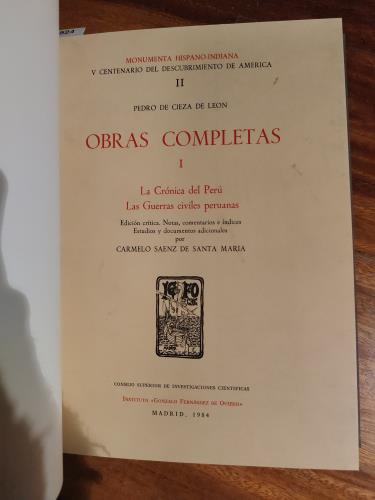 824
MONUMENTA HISPANO-INDIANA
V CENTENARIO DEL DESCUBRIMIENTO DE AMERICA
II
PEDRO DE CIEZA DE LEON
OBRAS COMPLETAS
I
La Crónica del Perú
Las Guerras civiles peruanas
Edición crítica. Notas, comentarios e índices
Estudios y documentos adicionales
por
CARMELO SAENZ DE SANTA MARIA
CONSEJO SUPERIOR DE INVESTIGACIONES CIENTIFICAS
INSTITUTO «GONZALO FERNANDEZ DE OVIEDO»
MADRID, 1984